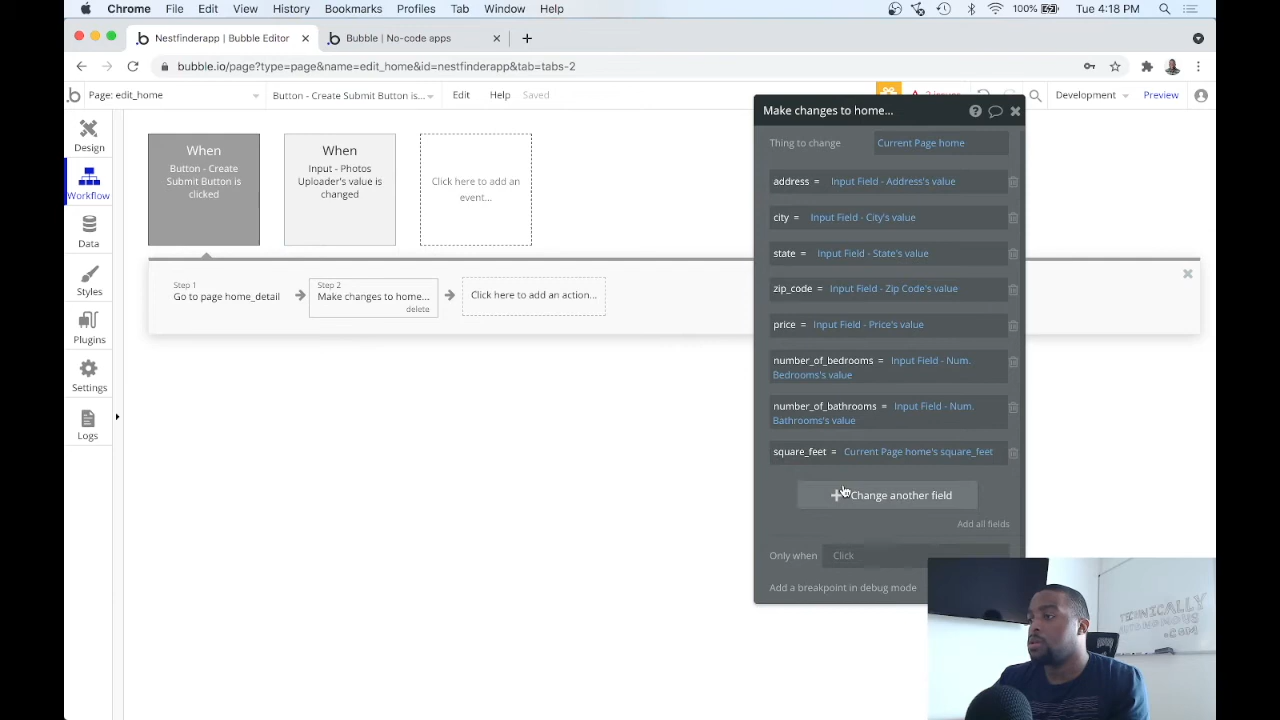 Chrome File Edit View History Bookmarks Profiles Tab Window Help 100% Tue 4:18 PM
Nestfinderapp | Bubble Editor Bubble | No-code apps
bubble.io/page?type=page&name=edit_home&id=nestfinderapp&tab=tabs-2
Page: edit_home Button - Create Submit Button is... Edit Help Saved Development Preview
Design
Workflow
Data
Styles
Plugins
Settings
Logs
When
Button - Create
Submit Button is
clicked
When
Input - Photos
Uploader's value is
changed
Click here to add an
event...
Step 1
Go to page home_detail
Step 2
Make changes to home...
delete
Click here to add an action...
Make changes to home...
Thing to change Current Page home
address = Input Field - Address's value
city = Input Field - City's value
state = Input Field - State's value
zip_code = Input Field - Zip Code's value
price = Input Field - Price's value
number_of_bedrooms = Input Field - Num.
Bedrooms's value
number_of_bathrooms = Input Field - Num.
Bathrooms's value
square_feet = Current Page home's square_feet
Change another field
Add all fields
Only when Click
Add a breakpoint in debug mode
TECHNICALLY
AUTONOMOUS
.COM